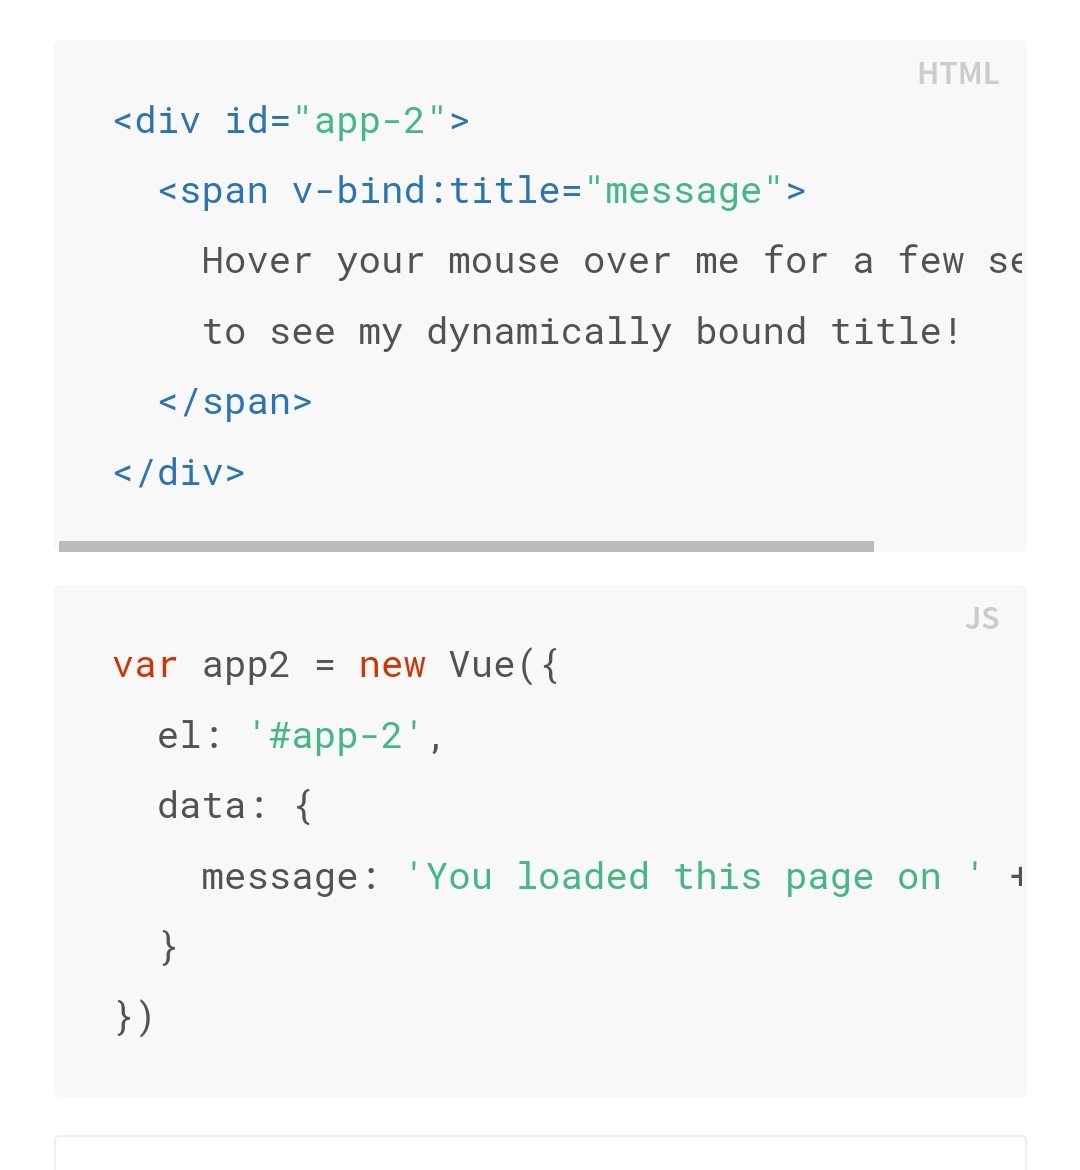 HTML
<div id="app-2">
  <span v-bind:title="message">
    Hover your mouse over me for a few
    to see my dynamically bound title!
  </span>
</div>
JS
var app2 = new Vue({
  el: '#app-2',
  data: {
    message: 'You loaded this page on ' +
  }
})